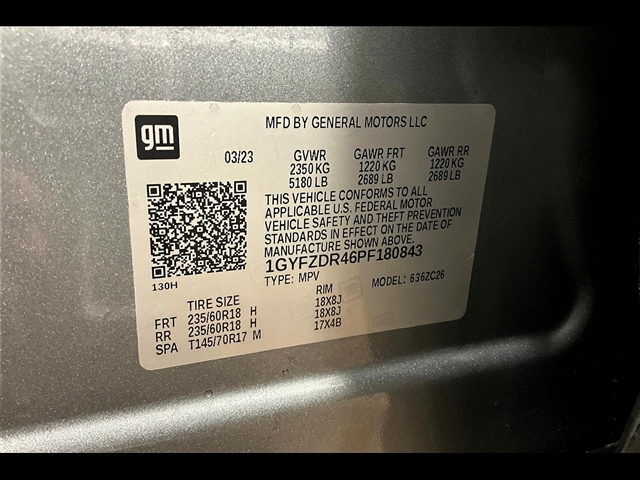 gm
MFD BY GENERAL MOTORS LLC
03/23 GVWR GAWR FRT GAWR RR
2350 KG 1220 KG 1220 KG
5180 LB 2689 LB 2689 LB
THIS VEHICLE CONFORMS TO ALL
APPLICABLE U.S. FEDERAL MOTOR
VEHICLE SAFETY AND THEFT PREVENTION
STANDARDS IN EFFECT ON THE DATE OF
MANUFACTURE SHOWN ABOVE.
1GYFZDR46PF180843
130H
TYPE: MPV MODEL: 636ZC26
TIRE SIZE RIM
FRT 235/60R18 H 18X8J
RR 235/60R18 H 18X8J
SPA T145/70R17 M 17X4B